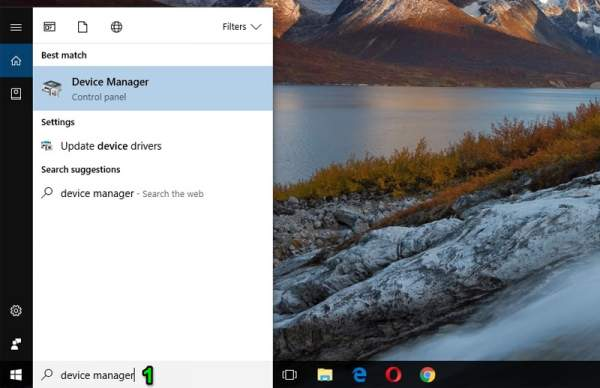 Filters
Best match
Device Manager
Control panel
Settings
Update device drivers
Search suggestions
device manager - Search the web
device manager 1